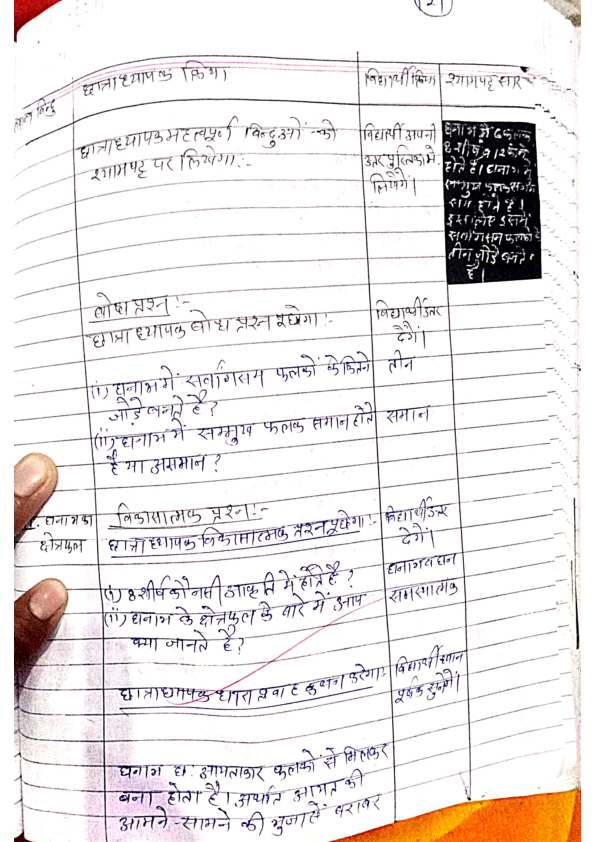 (2)
शिक्षण बिन्दु
छात्राध्यापक क्रिया
विद्यार्थी क्रिया
श्यामपट्ट सार
छात्राध्यापक महत्वपूर्ण बिन्दुओं को
श्यामपट्ट पर लिखेगा:-
विद्यार्थी अपनी
उत्तर पुस्तिका में
लिखेंगे।
घनाभ में 6 फलक
8 शीर्ष व 12 कोर
होते हैं। घनाभ में
सम्मुख फलक समान
होते हैं।
इसलिए इसमें
सर्वांगसम फलकों के
तीन जोड़े बनते
हैं।
बोध प्रश्न:-
छात्राध्यापक बोध प्रश्न पूछेगा:-
विद्यार्थी उत्तर
देगें।
(i) घनाभ में सर्वांगसम फलकों के कितने
जोड़े बनते हैं?
तीन
(ii) घनाभ में सम्मुख फलक समान होते
है या असमान?
समान
घनाभ का
क्षेत्रफल
विकासात्मक प्रश्न:-
छात्राध्यापक विकासात्मक प्रश्न पूछेगा:-
विद्यार्थी उत्तर
देगें।
(i) 8 शीर्ष कौनसी आकृति में होते है?
घनाभ व घन
(ii) घनाभ के क्षेत्रफल के बारे में आप
क्या जानते है?
समस्यात्मक
छात्राध्यापक धारा प्रवाह कथन करेगा:-
विद्यार्थी ध्यान
पूर्वक सुनेगें।
घनाभ छ: आयताकार फलकों से मिलकर
बना होता है। अर्थात आयत की
आमने-सामने की भुजाऐं बराबर